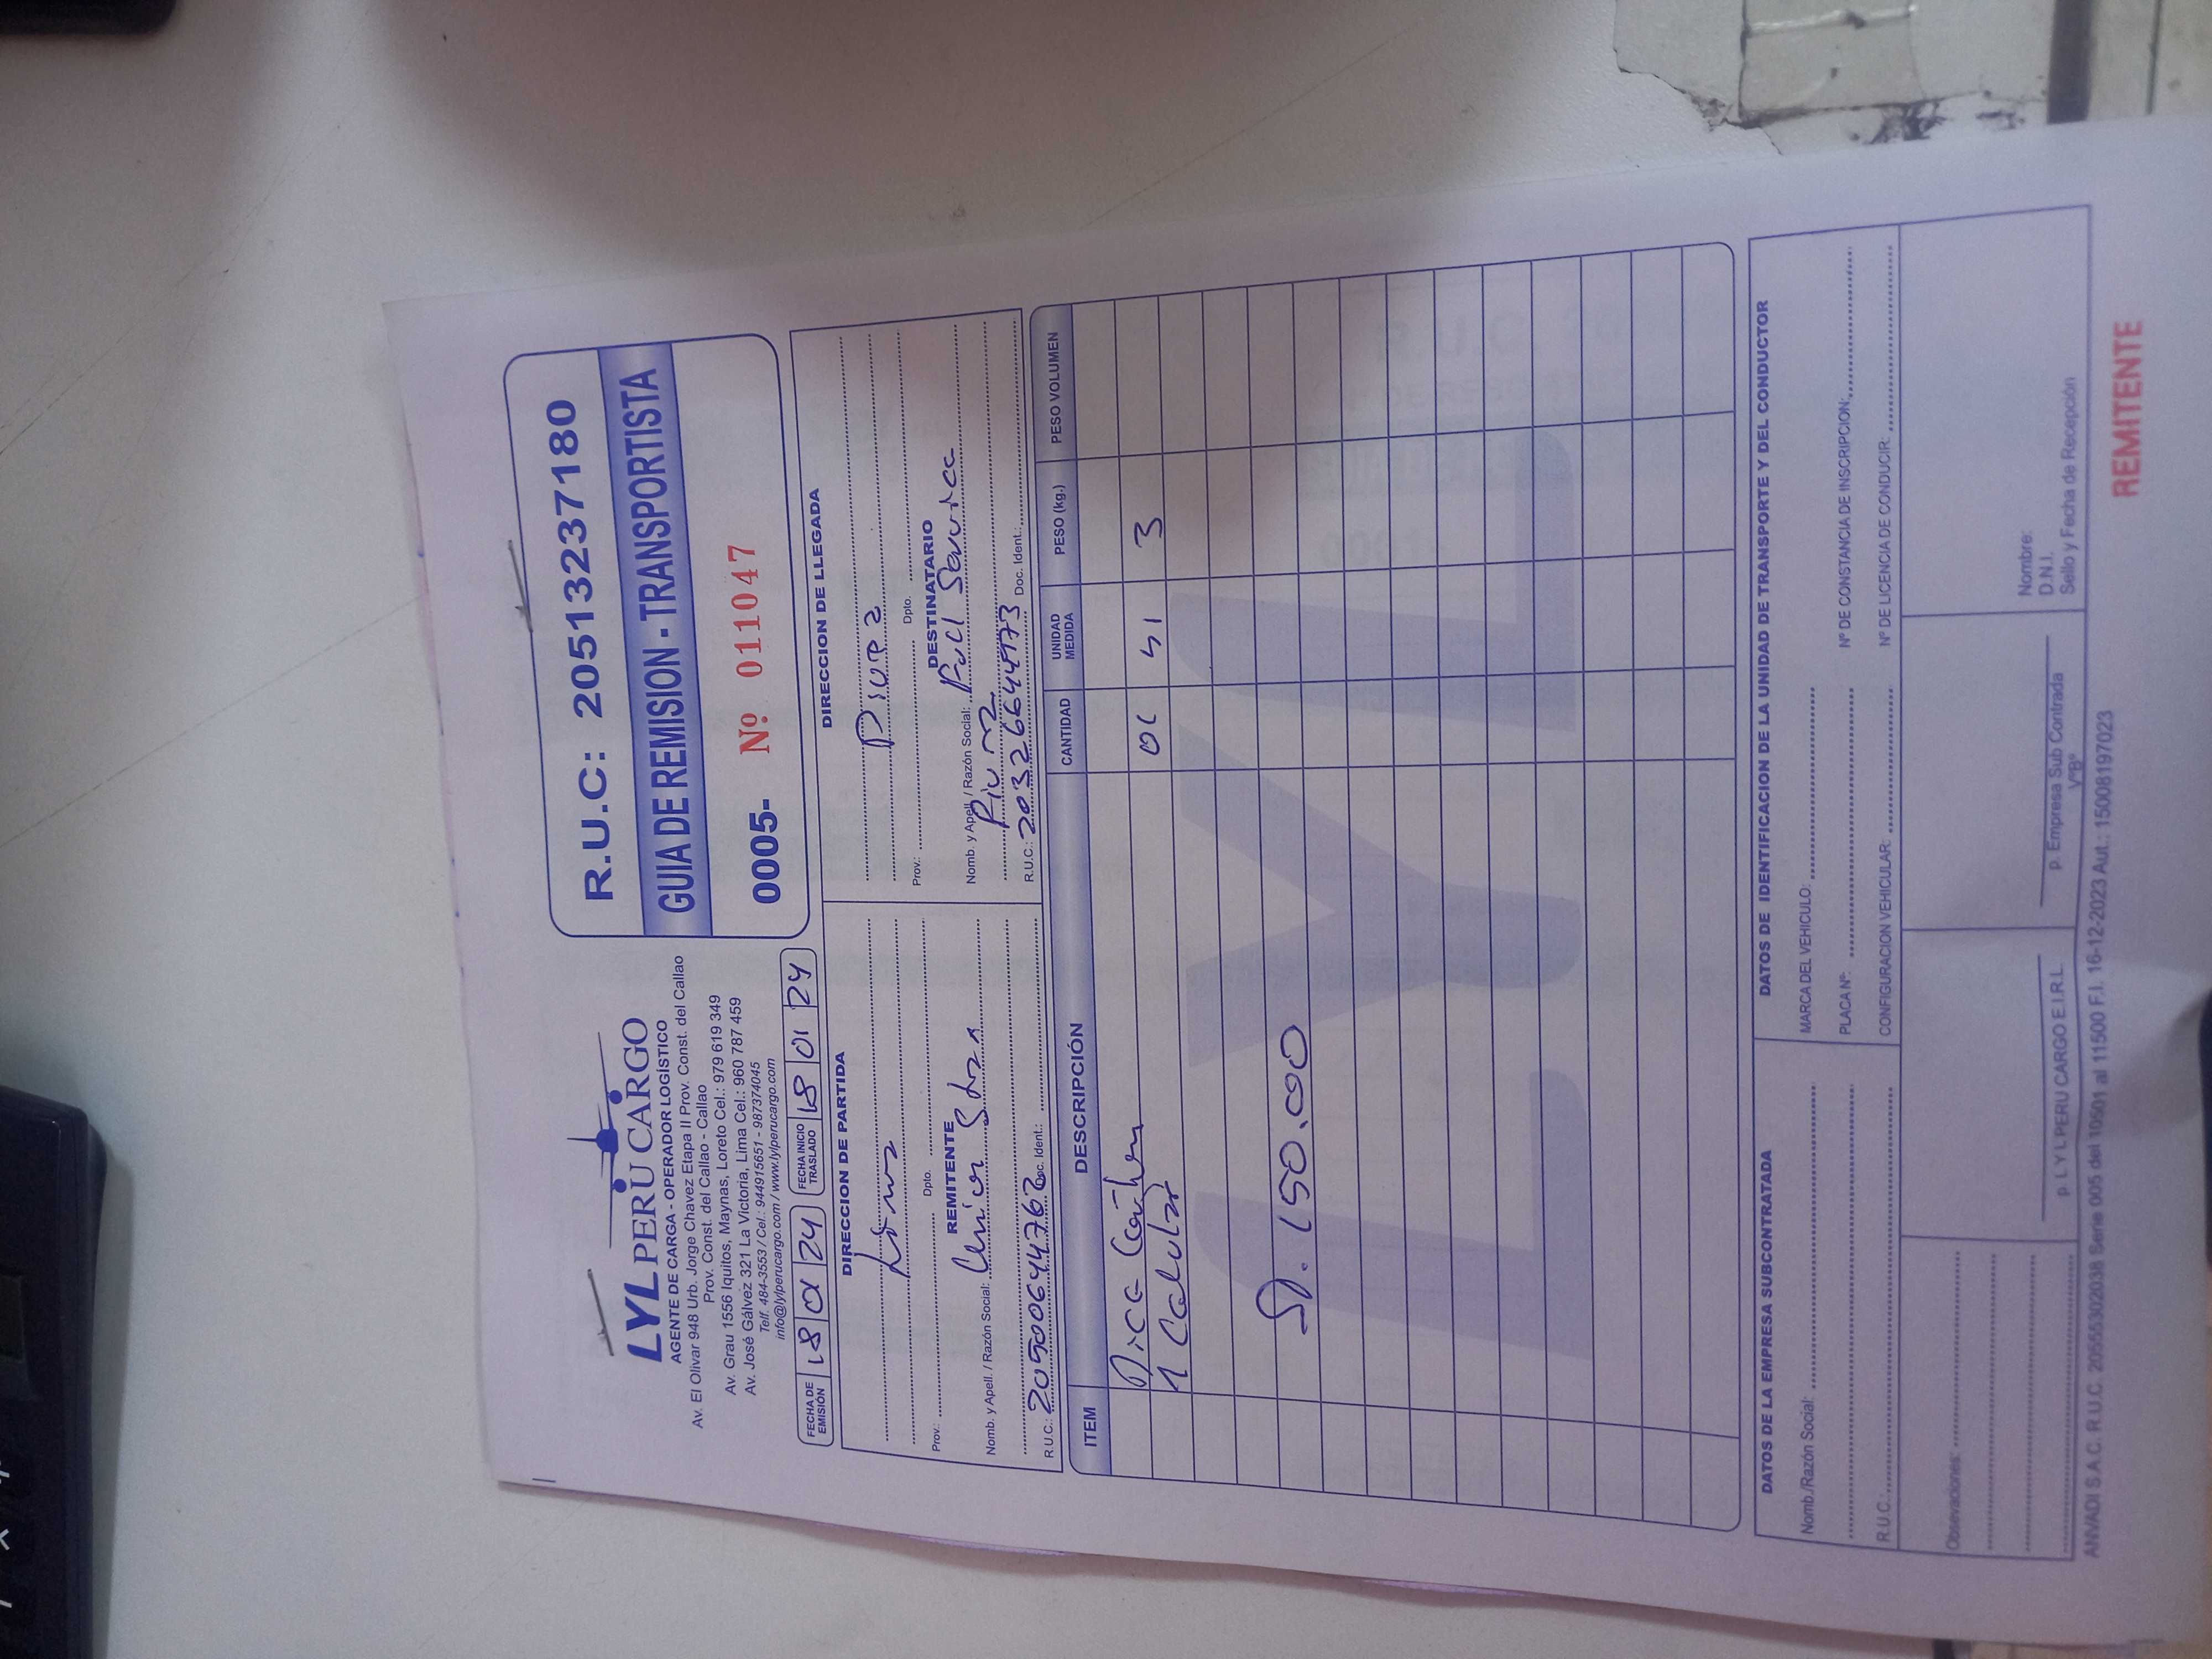 LYL PERU CARGO
AGENTE DE CARGA - OPERADOR LOGÍSTICO
Av. El Olivar 948 Urb. Jorge Chavez Etapa II Prov. Const. del Callao
Prov. Const. del Callao - Callao
Av. Grau 1556 Iquitos, Maynas, Loreto Cel.: 979 619 349
Av. José Gálvez 321 La Victoria, Lima Cel.: 960 787 459
Telf. 484-3553 / Cel.: 944915651 - 987374045
info@lylperucargo.com / www.lylperucargo.com
R.U.C: 20513237180
GUIA DE REMISION - TRANSPORTISTA
0005- Nº 011047
FECHA DE EMISIÓN 18 01 24 FECHA INICIO TRASLADO 18 01 24
DIRECCION DE PARTIDA
Lima
Prov.: Dpto.
REMITENTE
Nomb. y Apell. / Razón Social:
R.U.C.: 20500644762 Doc. Ident.:
DIRECCION DE LLEGADA
Piura
Prov.: Dpto.
DESTINATARIO
Nomb. y Apell. / Razón Social:
Piura
R.U.C.: Doc. Ident.:
ITEM DESCRIPCIÓN CANTIDAD UNIDAD MEDIDA PESO (kg.) PESO VOLUMEN
Dice 01 3
1 Celular
150.000
LYL
DATOS DE LA EMPRESA SUBCONTRATADA
Nomb./Razón Social:
R.U.C.:
DATOS DE IDENTIFICACION DE LA UNIDAD DE TRANSPORTE Y DEL CONDUCTOR
MARCA DEL VEHICULO:
PLACA Nº: Nº DE CONSTANCIA DE INSCRIPCION:
CONFIGURACION VEHICULAR: Nº DE LICENCIA DE CONDUCIR:
Observaciones:
p. L Y L PERU CARGO E.I.R.L.
p. Empresa Sub Contrada
VºBº
Nombre:
D.N.I.
Sello y Fecha de Recepción
ANVADI S.A.C. R.U.C. 20555302038 Serie 005 del 10501 al 11500 F.I. 16-12-2023 Aut.: 15008197023
REMITENTE